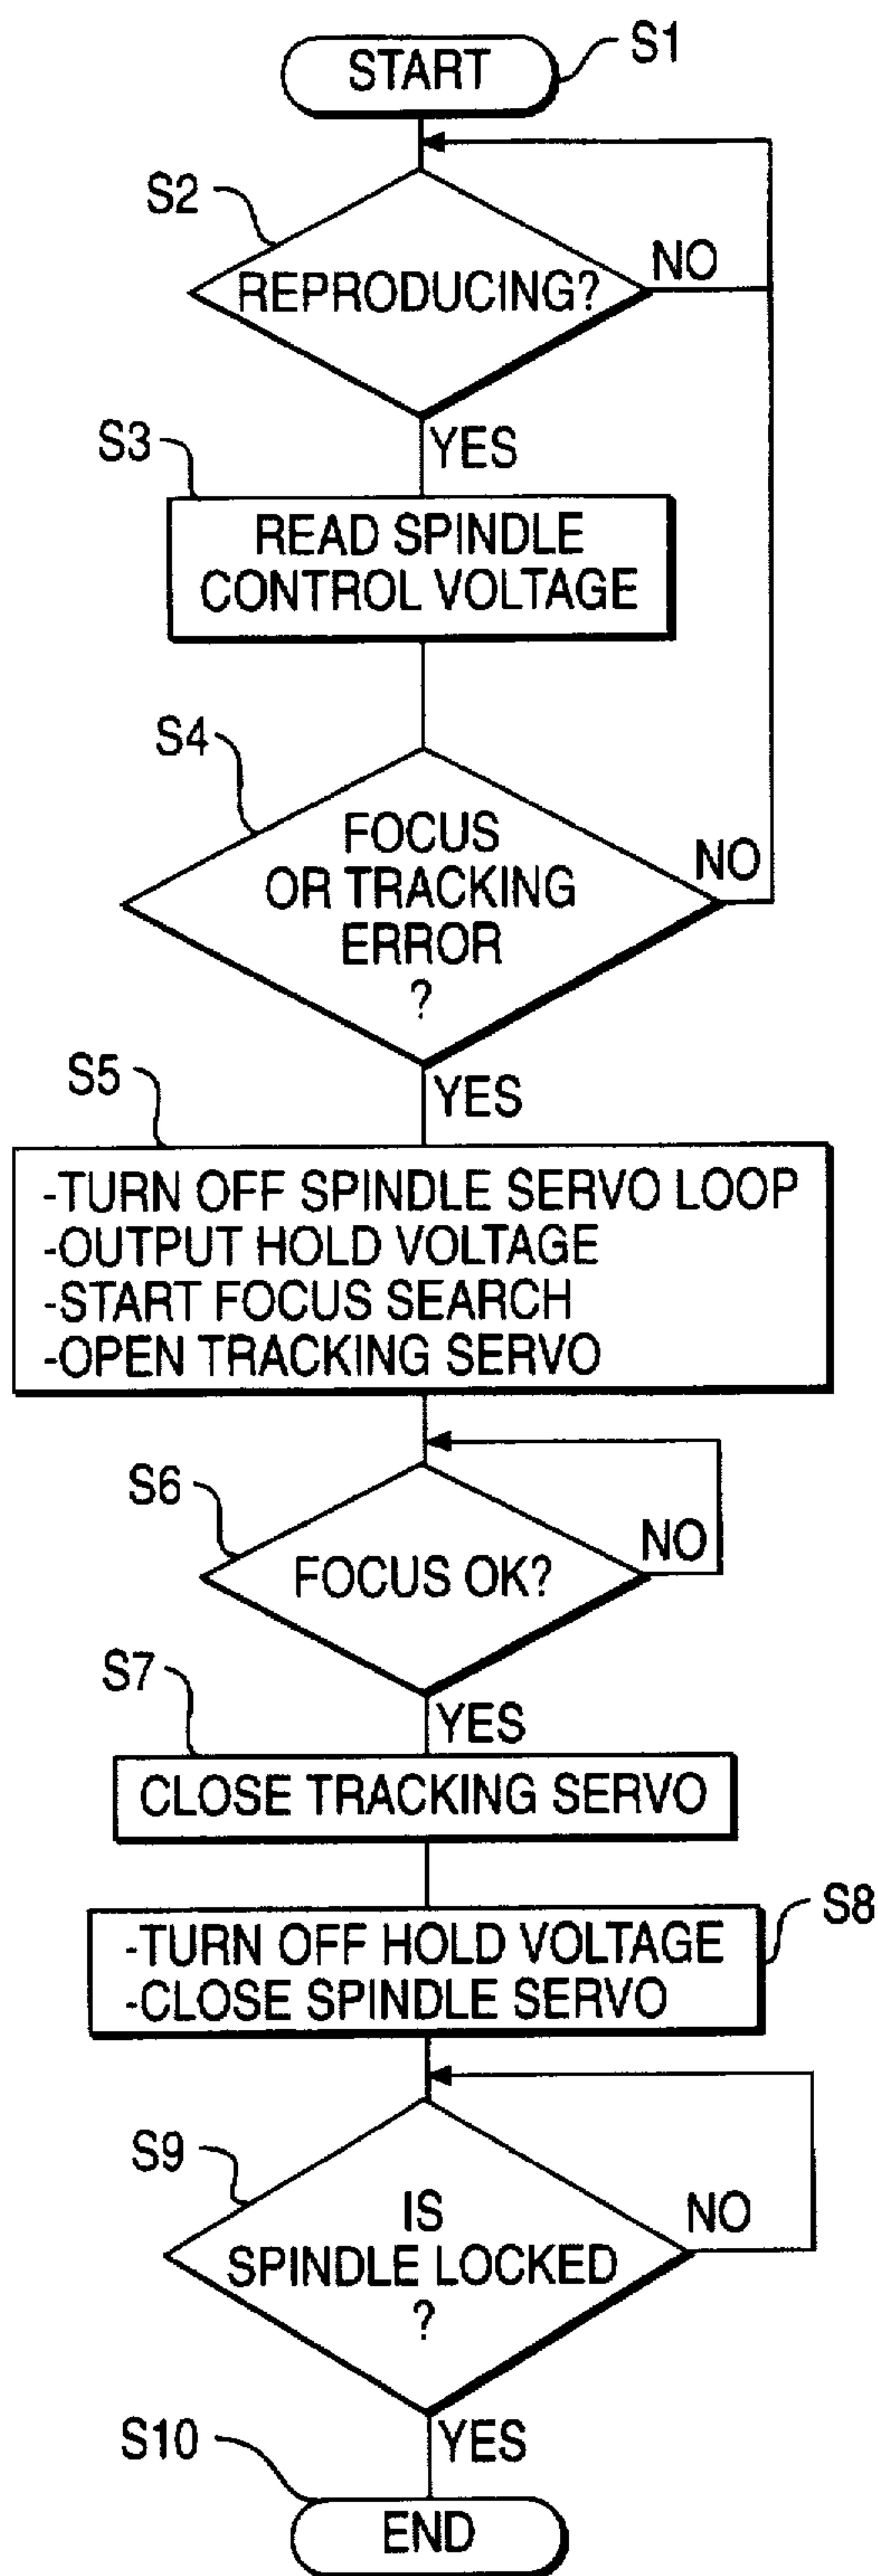 START
S1
S2
REPRODUCING?
NO
YES
S3
READ SPINDLE
CONTROL VOLTAGE
S4
FOCUS
OR TRACKING
ERROR
?
NO
YES
S5
-TURN OFF SPINDLE SERVO LOOP
-OUTPUT HOLD VOLTAGE
-START FOCUS SEARCH
-OPEN TRACKING SERVO
S6
FOCUS OK?
NO
YES
S7
CLOSE TRACKING SERVO
S8
-TURN OFF HOLD VOLTAGE
-CLOSE SPINDLE SERVO
S9
IS
SPINDLE LOCKED
?
NO
YES
S10
END